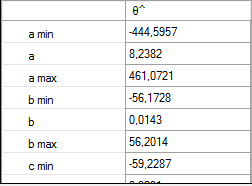 θ^
a min -444,5957
a 8,2382
a max 461,0721
b min -56,1728
b 0,0143
b max 56,2014
c min -59,2287